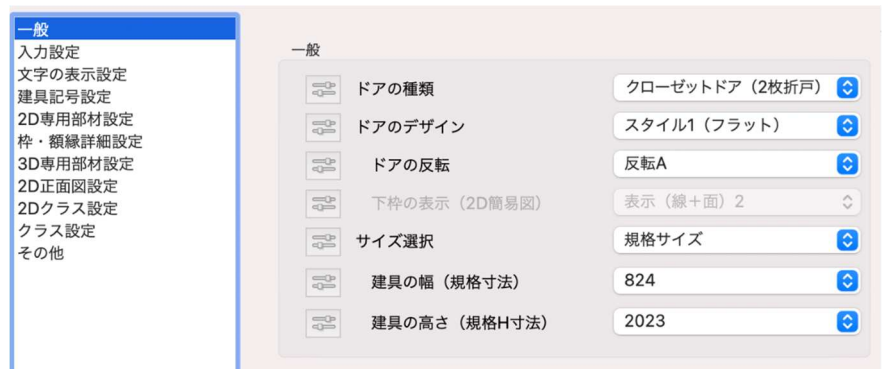 一般
入力設定
文字の表示設定
建具記号設定
2D専用部材設定
枠・額縁詳細設定
3D専用部材設定
2D正面図設定
2Dクラス設定
クラス設定
その他
一般
ドアの種類 クローゼットドア（2枚折戸）
ドアのデザイン スタイル1（フラット）
ドアの反転 反転A
下枠の表示（2D簡易図） 表示（線＋面）2
サイズ選択 規格サイズ
建具の幅（規格寸法） 824
建具の高さ（規格H寸法） 2023